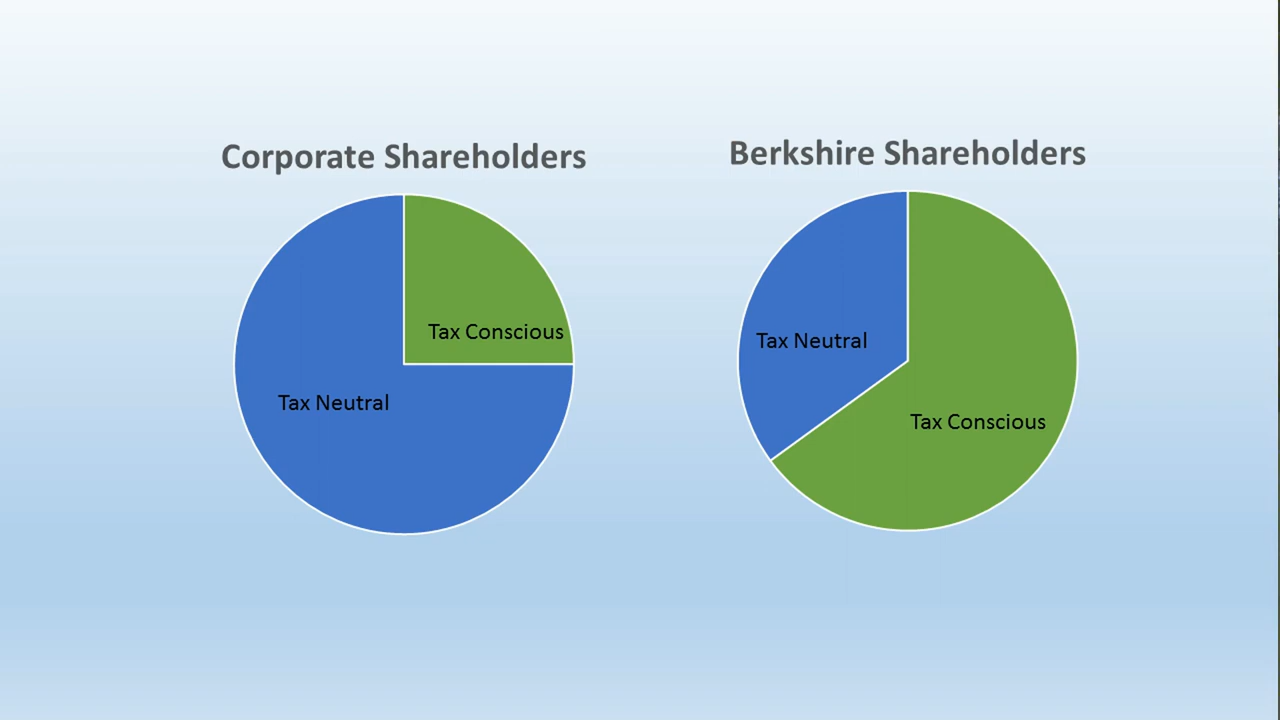 Corporate Shareholders
Tax Conscious
Tax Neutral
Berkshire Shareholders
Tax Neutral
Tax Conscious